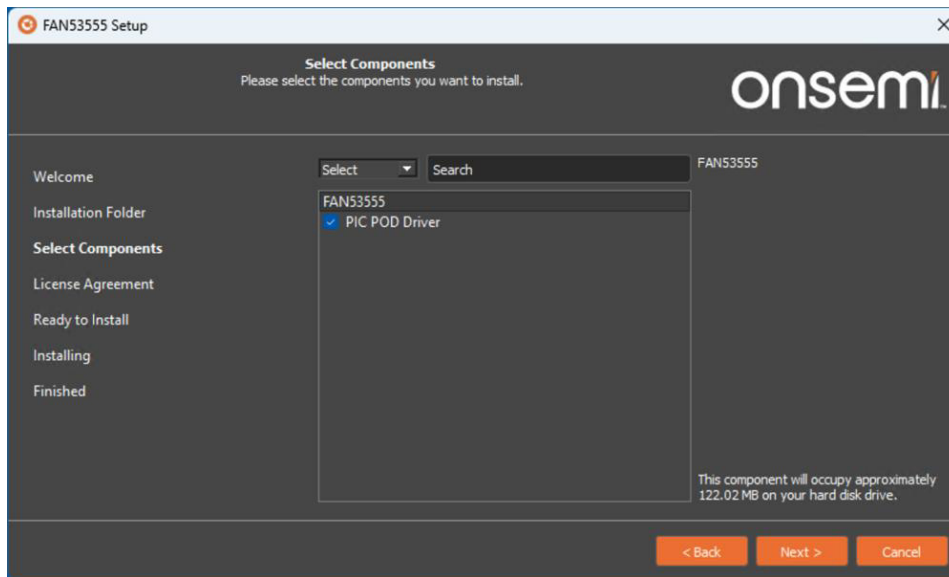 FAN53555 Setup
Select Components
Please select the components you want to install.
onsemi
Welcome
Installation Folder
Select Components
License Agreement
Ready to Install
Installing
Finished
Select
Search
FAN53555
PIC POD Driver
FAN53555
This component will occupy approximately
122.02 MB on your hard disk drive.
< Back
Next >
Cancel